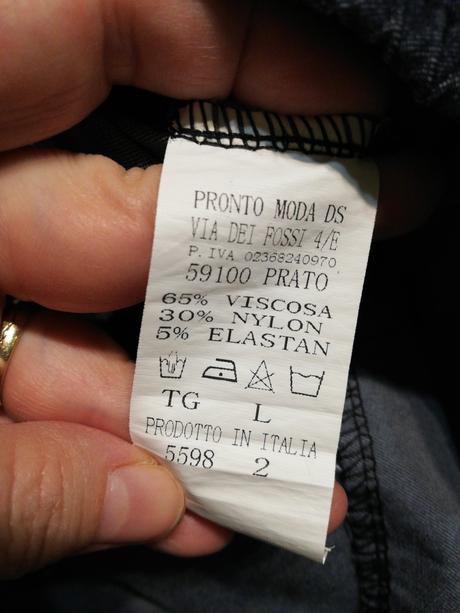 PRONTO MODA DS
VIA DEI FOSSI 4/E
P. IVA 02368240970
59100 PRATO
65% VISCOSA
30% NYLON
5% ELASTAN
TG L
PRODOTTO IN ITALIA
5598 2